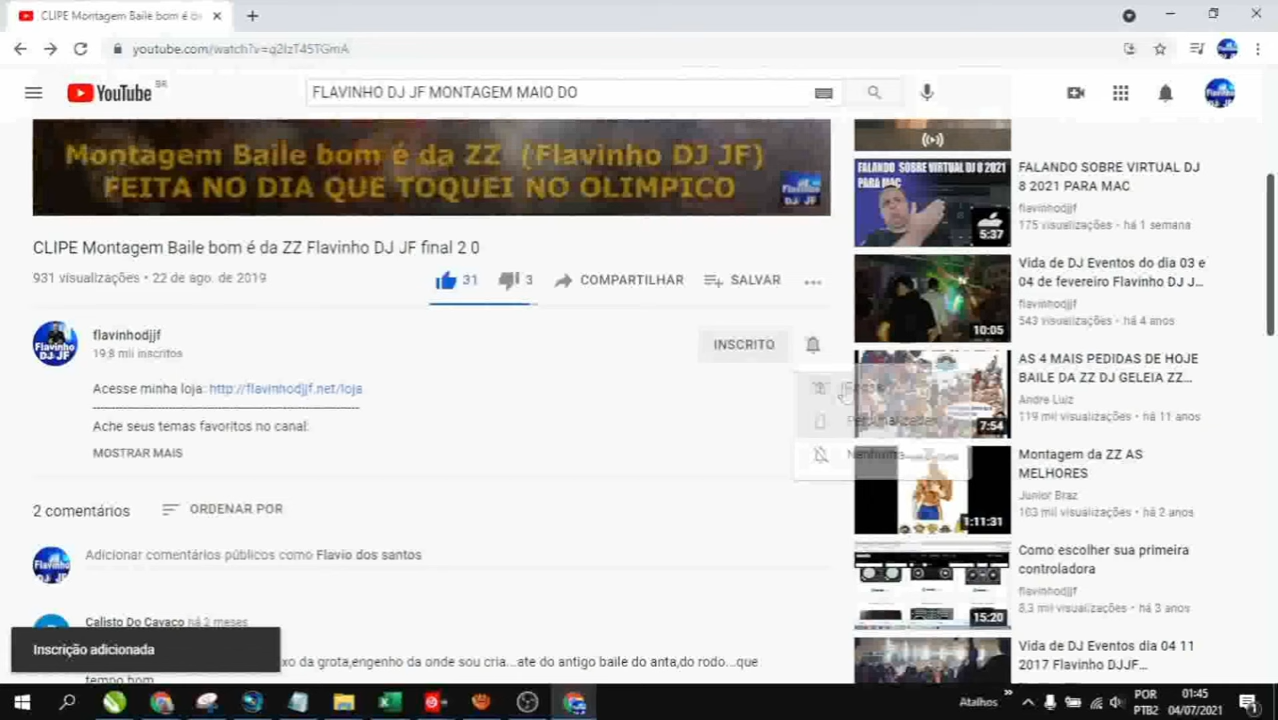 CLIPE Montagem Baile bom é da
youtube.com/watch?v=q2lzT45TGmA
YouTube BR
FLAVINHO DJ JF MONTAGEM MAIO DO
Montagem Baile bom é da ZZ (Flavinho DJ JF)
FEITA NO DIA QUE TOQUEI NO OLIMPICO
CLIPE Montagem Baile bom é da ZZ Flavinho DJ JF final 2 0
931 visualizações • 22 de ago. de 2019
31
3
COMPARTILHAR
SALVAR
flavinhodjjf
19,8 mil inscritos
INSCRITO
Acesse minha loja: http://flavinhodjjf.net/loja
Ache seus temas favoritos no canal:
MOSTRAR MAIS
Personalizadas
Nenhuma
2 comentários
ORDENAR POR
Adicionar comentários públicos como Flavio dos santos
Calisto Do Cavaco há 2 meses
xo da grota,engenho da onde sou cria...ate do antigo baile do anta,do rodo...que
tempo bom
Inscrição adicionada
FALANDO SOBRE VIRTUAL DJ 8 2021
PARA MAC
5:37
FALANDO SOBRE VIRTUAL DJ
8 2021 PARA MAC
flavinhodjjf
175 visualizações • há 1 semana
10:05
Vida de DJ Eventos do dia 03 e
04 de fevereiro Flavinho DJ J...
flavinhodjjf
543 visualizações • há 4 anos
7:54
AS 4 MAIS PEDIDAS DE HOJE
BAILE DA ZZ DJ GELEIA ZZ...
Andre Luiz
119 mil visualizações • há 11 anos
1:11:31
Montagem da ZZ AS
MELHORES
Junior Braz
163 mil visualizações • há 2 anos
15:20
Como escolher sua primeira
controladora
flavinhodjjf
8,3 mil visualizações • há 3 anos
Vida de DJ Eventos dia 04 11
2017 Flavinho DJJF...
Atalhos
POR
PTB2
01:45
04/07/2021